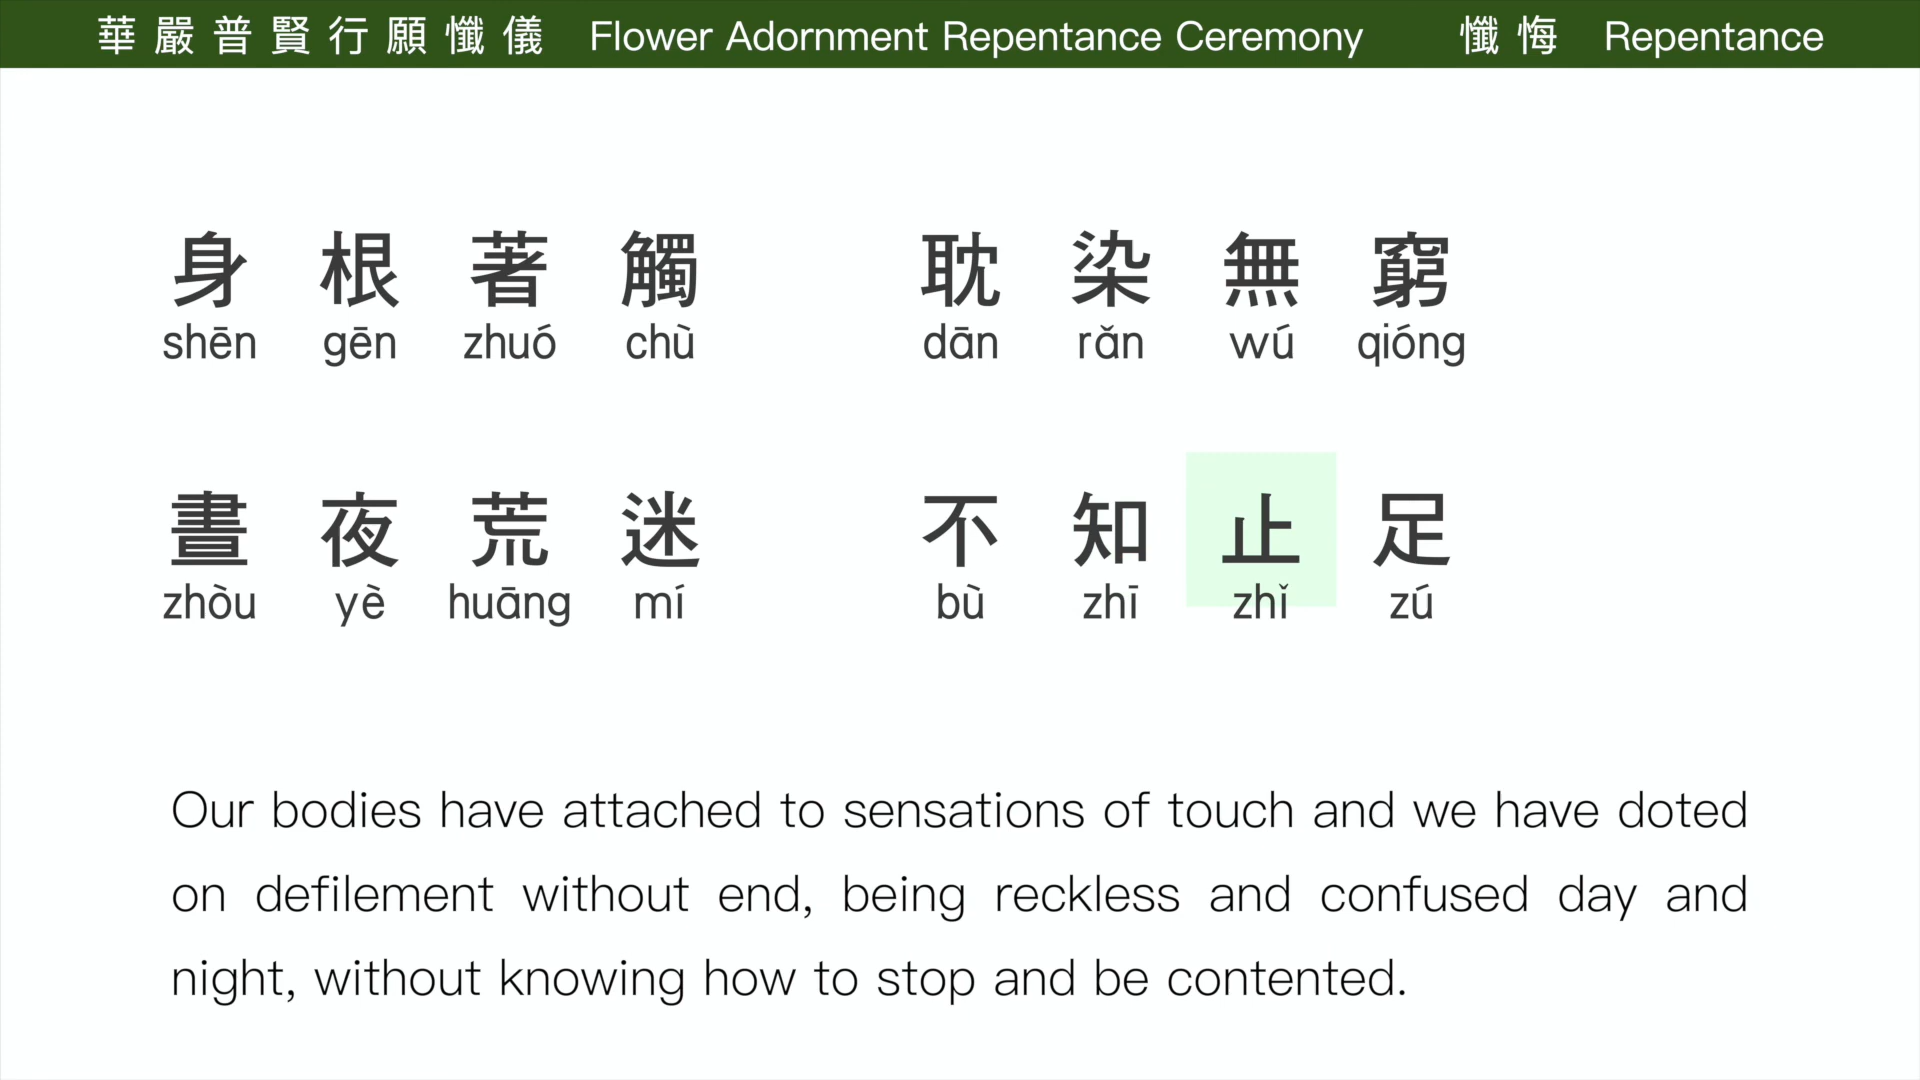 華嚴普賢行願懺儀 Flower Adornment Repentance Ceremony 懺悔 Repentance
身根著觸 耽染無窮
shēn gēn zhuó chù dān rǎn wú qióng
晝夜荒迷 不知止足
zhòu yè huāng mí bù zhī zhǐ zú
Our bodies have attached to sensations of touch and we have doted
on defilement without end, being reckless and confused day and
night, without knowing how to stop and be contented.